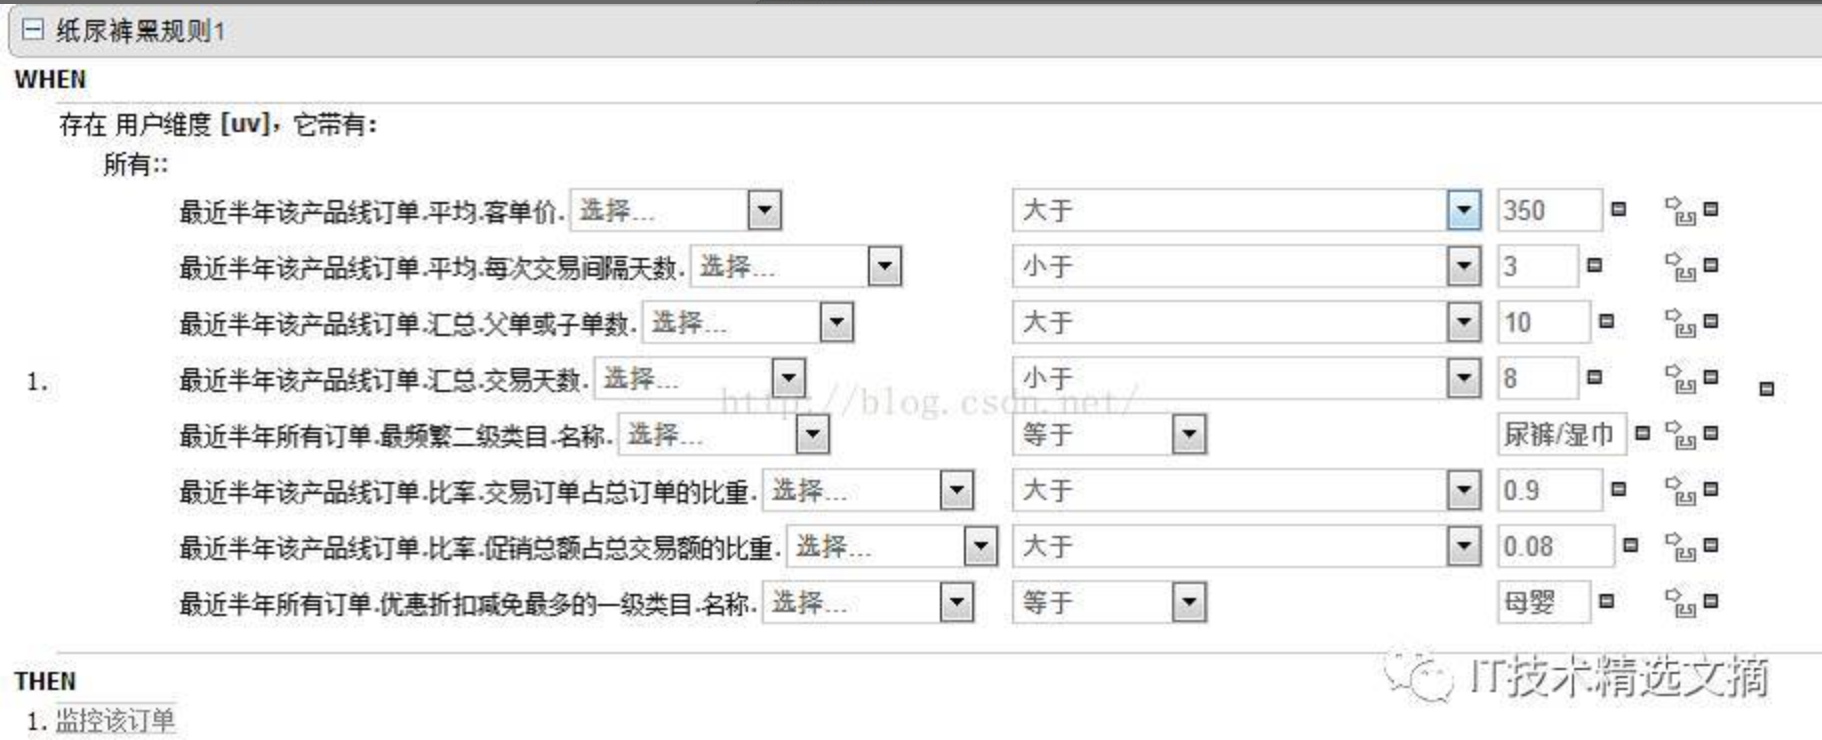 纸尿裤黑规则1
WHEN
存在 用户维度 [uv]，它带有：
所有::
最近半年该产品线订单.平均.客单价. 选择... 大于 350
最近半年该产品线订单.平均.每次交易间隔天数. 选择... 小于 3
最近半年该产品线订单.汇总.父单或子单数. 选择... 大于 10
1. 最近半年该产品线订单.汇总.交易天数. 选择... 小于 8
http://blog.csdn.net/
最近半年所有订单.最频繁二级类目.名称. 选择... 等于 尿裤/湿巾
最近半年该产品线订单.比率.交易订单占总订单的比重. 选择... 大于 0.9
最近半年该产品线订单.比率.促销总额占总交易额的比重. 选择... 大于 0.08
最近半年所有订单.优惠折扣减免最多的一级类目.名称. 选择... 等于 母婴
THEN
IT技术精选文摘
1. 监控该订单